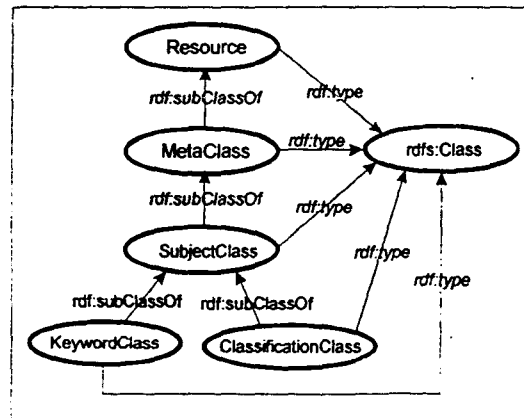 Resource
rdf:subClassOf
rdf:type
MetaClass
rdf:type
rdfs:Class
rdf:subClassOf
rdf:type
SubjectClass
rdf:type
rdf:type
rdf:subClassOf
rdf:subClassOf
KeywordClass
ClassificationClass